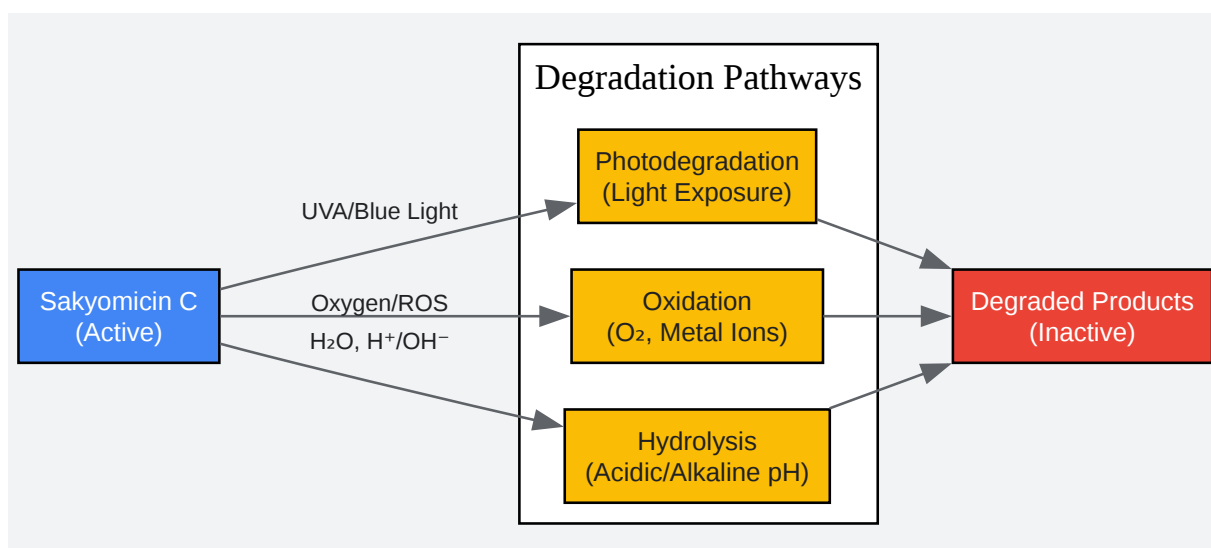 Degradation Pathways
Photodegradation
(Light Exposure)
UVA/Blue Light
Sakyomicin C
(Active)
Oxygen/ROS
H₂O, H⁺/OH⁻
Oxidation
(O₂, Metal Ions)
Degraded Products
(Inactive)
Hydrolysis
(Acidic/Alkaline pH)